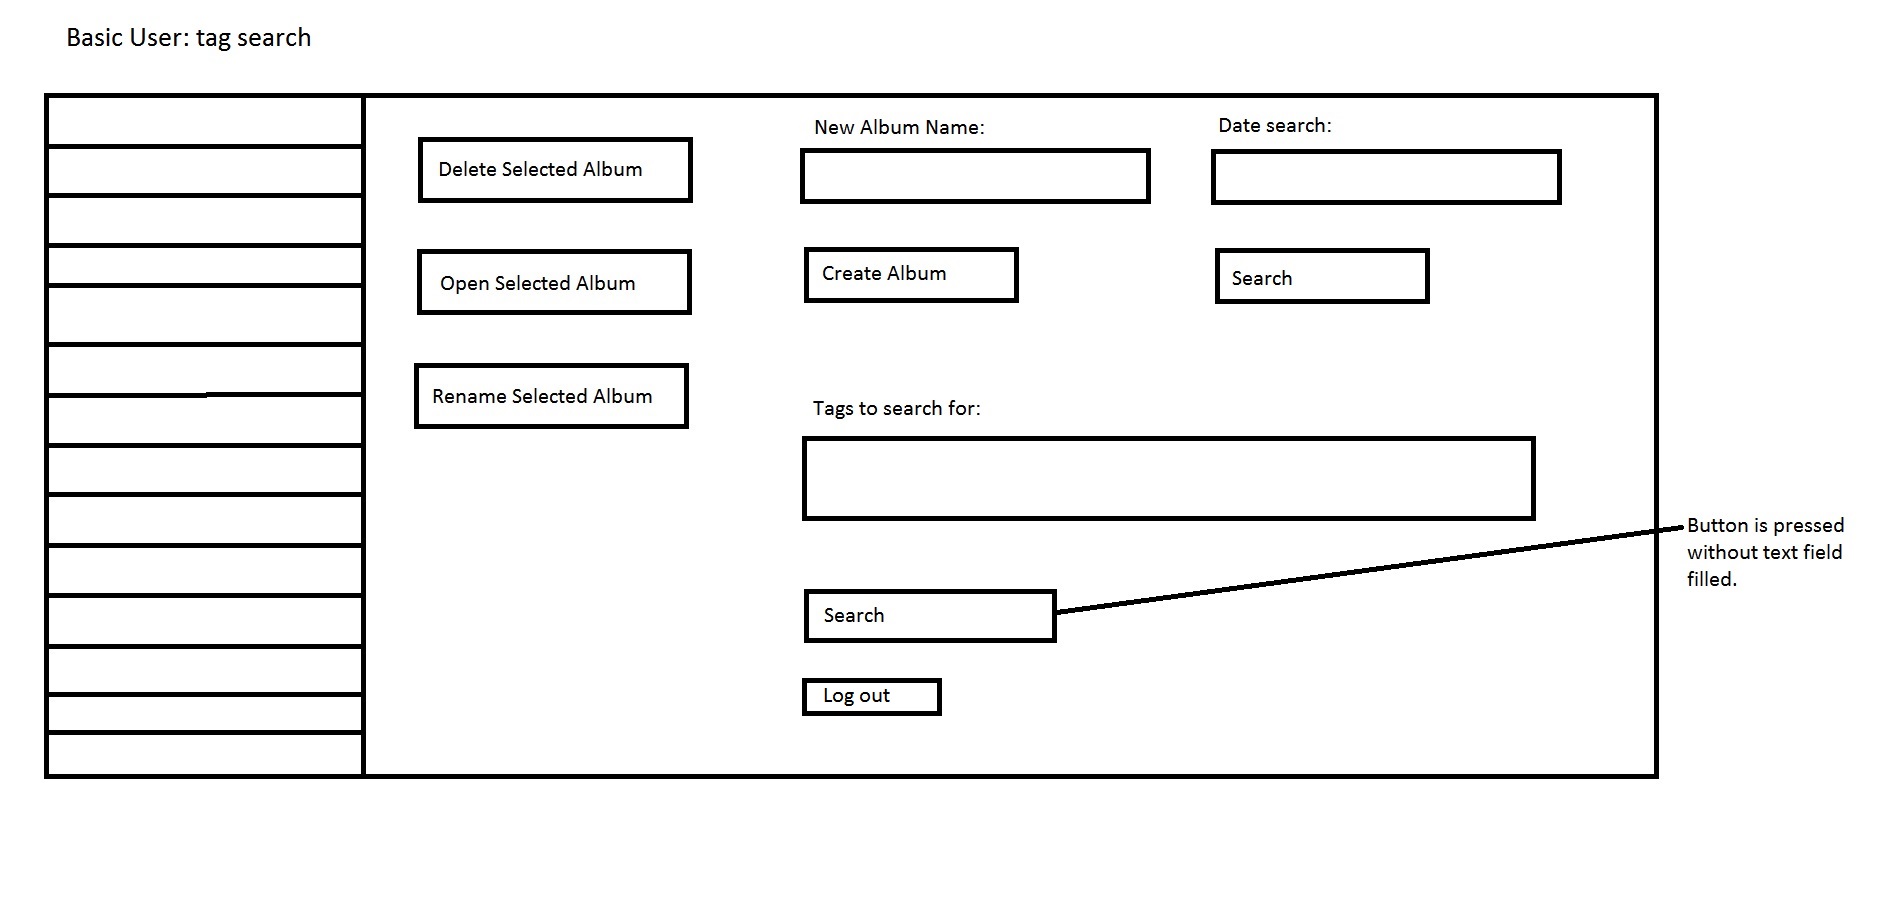 Basic User: tag search
New Album Name:
Date search:
Delete Selected Album
Open Selected Album
Create Album
Search
Rename Selected Album
Tags to search for:
Button is pressed
without text field
filled.
Search
Log out